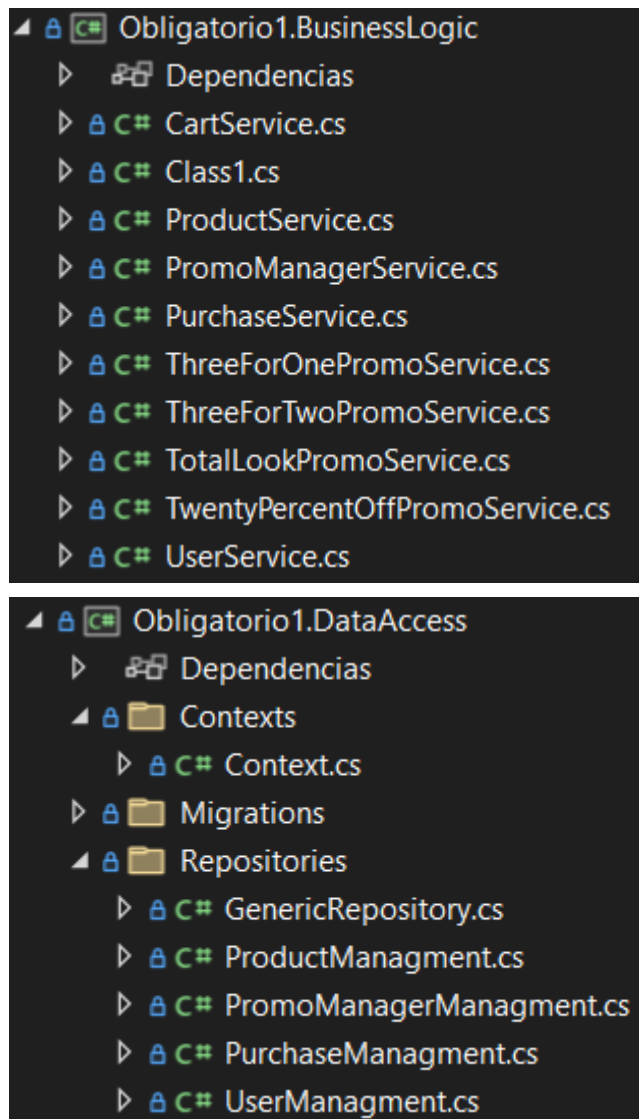 C# Obligatorio1.BusinessLogic
Dependencias
C# CartService.cs
C# Class1.cs
C# ProductService.cs
C# PromoManagerService.cs
C# PurchaseService.cs
C# ThreeForOnePromoService.cs
C# ThreeForTwoPromoService.cs
C# TotalLookPromoService.cs
C# TwentyPercentOffPromoService.cs
C# UserService.cs
C# Obligatorio1.DataAccess
Dependencias
Contexts
C# Context.cs
Migrations
Repositories
C# GenericRepository.cs
C# ProductManagment.cs
C# PromoManagerManagment.cs
C# PurchaseManagment.cs
C# UserManagment.cs